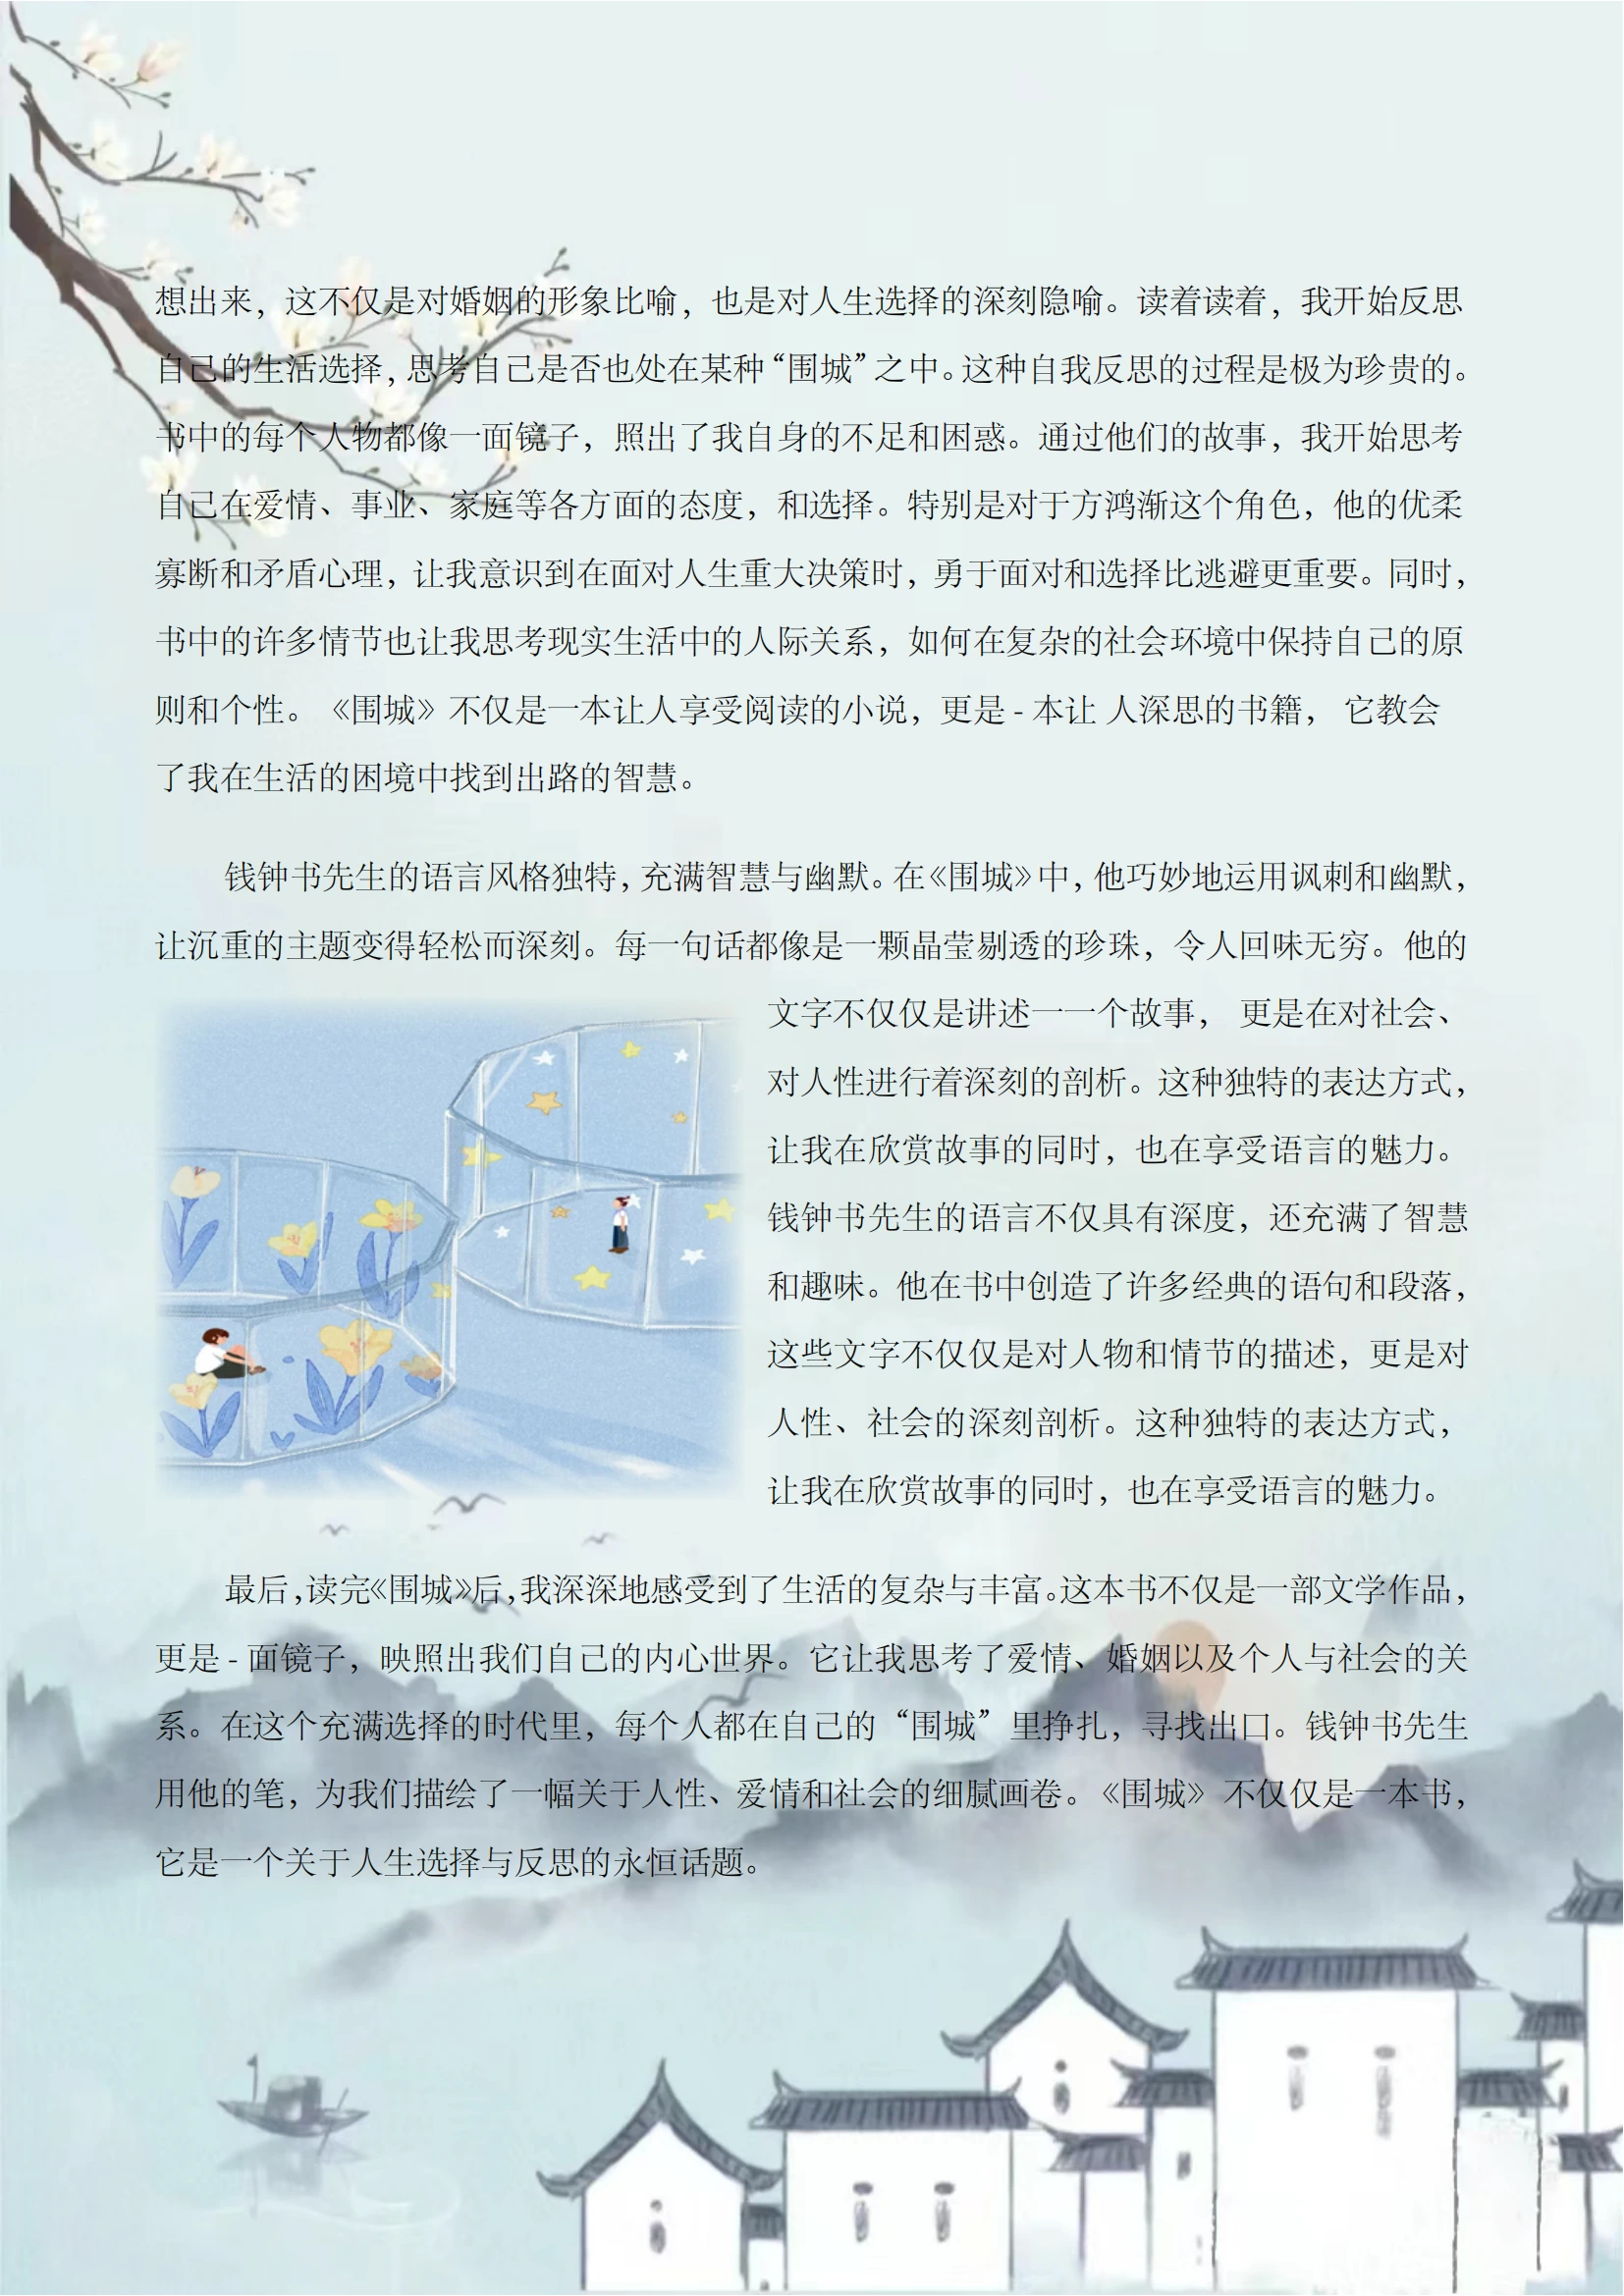 想出来，这不仅是对婚姻的形象比喻，也是对人生选择的深刻隐喻。读着读着，我开始反思
自己的生活选择，思考自己是否也处在某种“围城”之中。这种自我反思的过程是极为珍贵的。
书中的每个人物都像一面镜子，照出了我自身的不足和困惑。通过他们的故事，我开始思考
自己在爱情、事业、家庭等各方面的态度，和选择。特别是对于方鸿渐这个角色，他的优柔
寡断和矛盾心理，让我意识到在面对人生重大决策时，勇于面对和选择比逃避更重要。同时，
书中的许多情节也让我思考现实生活中的人际关系，如何在复杂的社会环境中保持自己的原
则和个性。《围城》不仅是一本让人享受阅读的小说，更是 - 本让 人深思的书籍， 它教会
了我在生活的困境中找到出路的智慧。
钱钟书先生的语言风格独特，充满智慧与幽默。在《围城》中，他巧妙地运用讽刺和幽默，
让沉重的主题变得轻松而深刻。每一句话都像是一颗晶莹剔透的珍珠，令人回味无穷。他的
文字不仅仅是讲述一一个故事， 更是在对社会、
对人性进行着深刻的剖析。这种独特的表达方式，
让我在欣赏故事的同时，也在享受语言的魅力。
钱钟书先生的语言不仅具有深度，还充满了智慧
和趣味。他在书中创造了许多经典的语句和段落，
这些文字不仅仅是对人物和情节的描述，更是对
人性、社会的深刻剖析。这种独特的表达方式，
让我在欣赏故事的同时，也在享受语言的魅力。
最后，读完《围城》后，我深深地感受到了生活的复杂与丰富。这本书不仅是一部文学作品，
更是 - 面镜子，映照出我们自己的内心世界。它让我思考了爱情、婚姻以及个人与社会的关
系。在这个充满选择的时代里，每个人都在自己的“围城”里挣扎，寻找出口。钱钟书先生
用他的笔，为我们描绘了一幅关于人性、爱情和社会的细腻画卷。《围城》 不仅仅是一本书，
它是一个关于人生选择与反思的永恒话题。